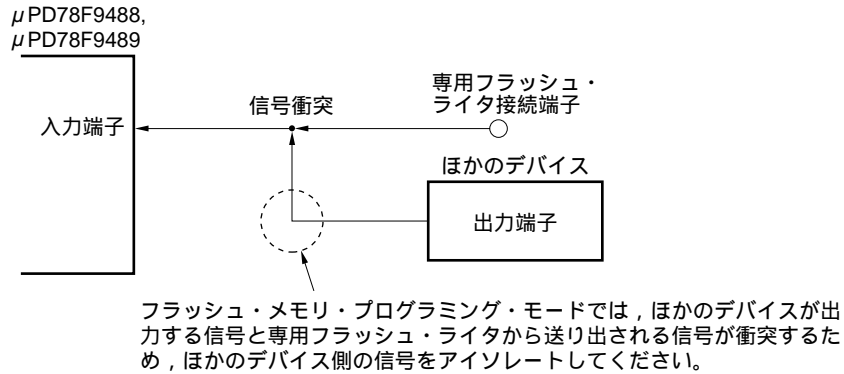 μPD78F9488,
μPD78F9489
専用フラッシュ・
ライタ接続端子
信号衝突
入力端子
ほかのデバイス
出力端子
フラッシュ・メモリ・プログラミング・モードでは，ほかのデバイスが出
力する信号と専用フラッシュ・ライタから送り出される信号が衝突するた
め，ほかのデバイス側の信号をアイソレートしてください。